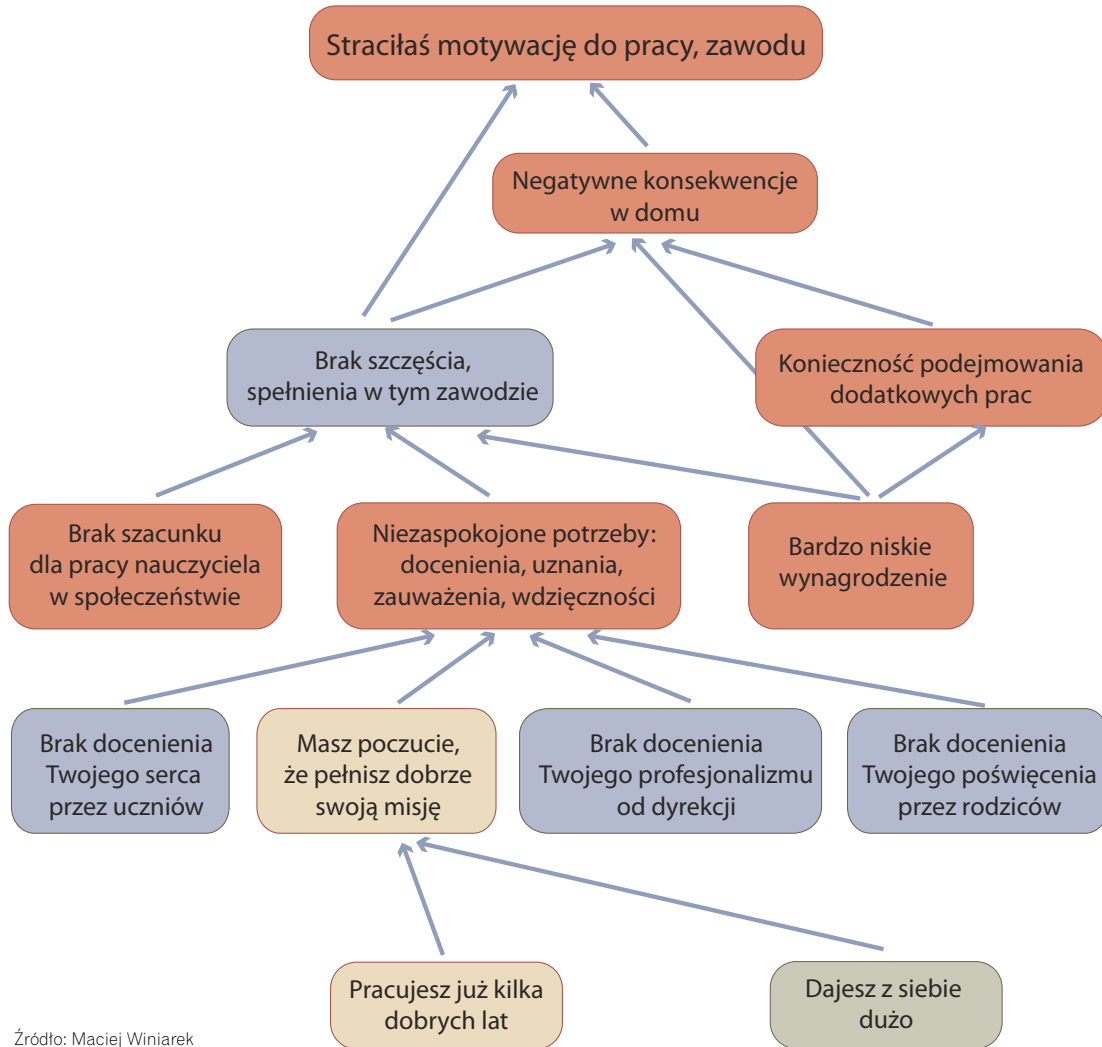 Straciłaś motywację do pracy, zawodu
Negatywne konsekwencje
w domu
Brak szczęścia,
spełnienia w tym zawodzie
Konieczność podejmowania
dodatkowych prac
Brak szacunku
dla pracy nauczyciela
w społeczeństwie
Niezaspokojone potrzeby:
docenienia, uznania,
zauważenia, wdzięczności
Bardzo niskie
wynagrodzenie
Brak docenienia
Twojego serca
przez uczniów
Masz poczucie,
że pełnisz dobrze
swoją misję
Brak docenienia
Twojego profesjonalizmu
od dyrekcji
Brak docenienia
Twojego poświęcenia
przez rodziców
Pracujesz już kilka
dobrych lat
Dajesz z siebie
dużo
Źródło: Maciej Winiarek